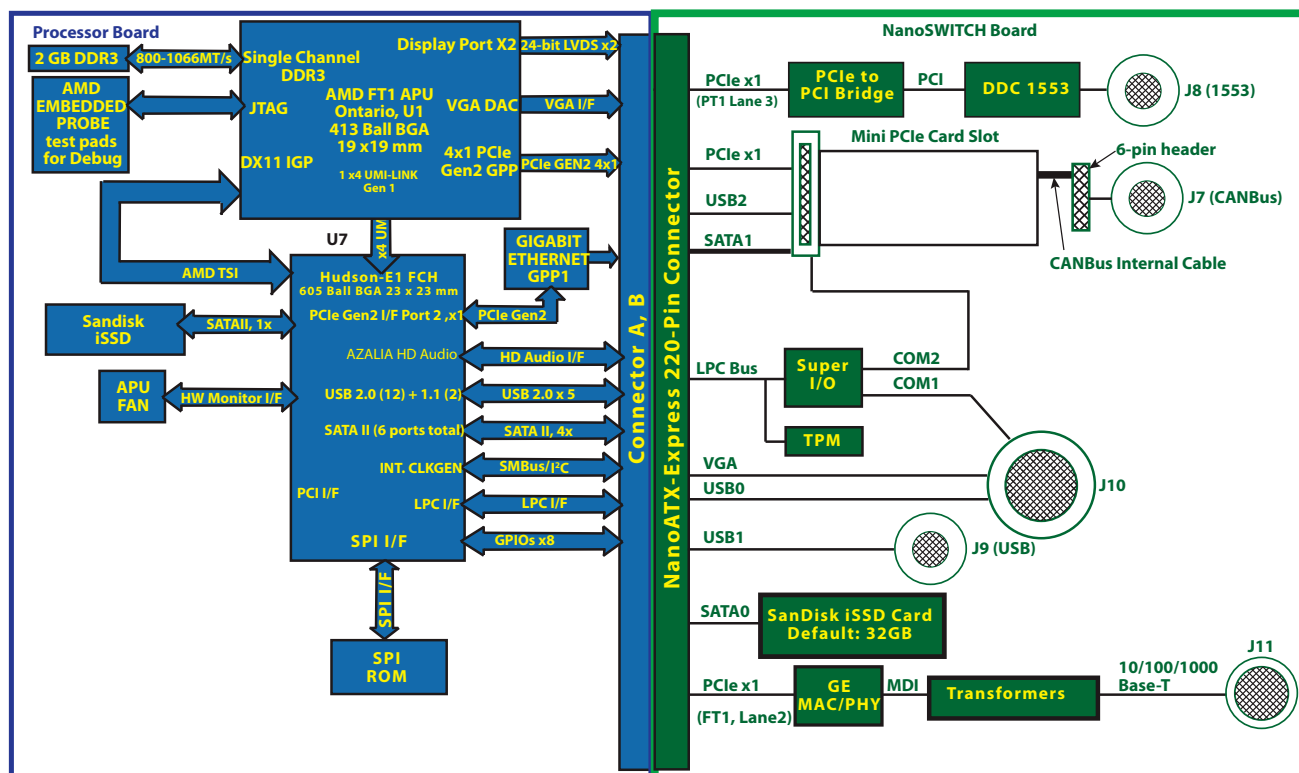 Processor Board
2 GB DDR3
800-1066MT/s
AMD
EMBEDDED
PROBE
test pads
for Debug
Single Channel
DDR3
Display Port X2
24-bit LVDS x2
AMD FT1 APU
Ontario, U1
413 Ball BGA
19 x19 mm
JTAG
VGA DAC
VGA I/F
DX11 IGP
4x1 PCIe
Gen2 GPP
PCIe GEN2 4x1
1 x4 UMI-LINK
Gen 1
x4 UM
U7
AMD TSI
GIGABIT
ETHERNET
GPP1
Hudson-E1 FCH
605 Ball BGA 23 x 23 mm
PCIe Gen2 I/F Port 2 ,x1
PCIe Gen2
Sandisk
iSSD
SATAII, 1x
AZALIA HD Audio
HD Audio I/F
APU
FAN
HW Monitor I/F
USB 2.0 (12) + 1.1 (2)
USB 2.0 x 5
SATA II (6 ports total)
SATA II, 4x
INT. CLKGEN
SMBus/I²C
PCI I/F
LPC I/F
LPC I/F
SPI I/F
GPIOs x8
SPI I/F
SPI
ROM
Connector A, B
NanoATX-Express 220-Pin Connector
NanoSWITCH Board
PCIe x1
(PT1 Lane 3)
PCIe to
PCI Bridge
PCI
DDC 1553
J8 (1553)
Mini PCIe Card Slot
6-pin header
PCIe x1
USB2
SATA1
J7 (CANBus)
CANBus Internal Cable
LPC Bus
Super
I/O
COM2
COM1
TPM
VGA
USB0
J10
USB1
J9 (USB)
SATA0
SanDisk iSSD Card
Default: 32GB
J11
PCIe x1
(FT1, Lane2)
GE
MAC/PHY
MDI
Transformers
10/100/1000
Base-T